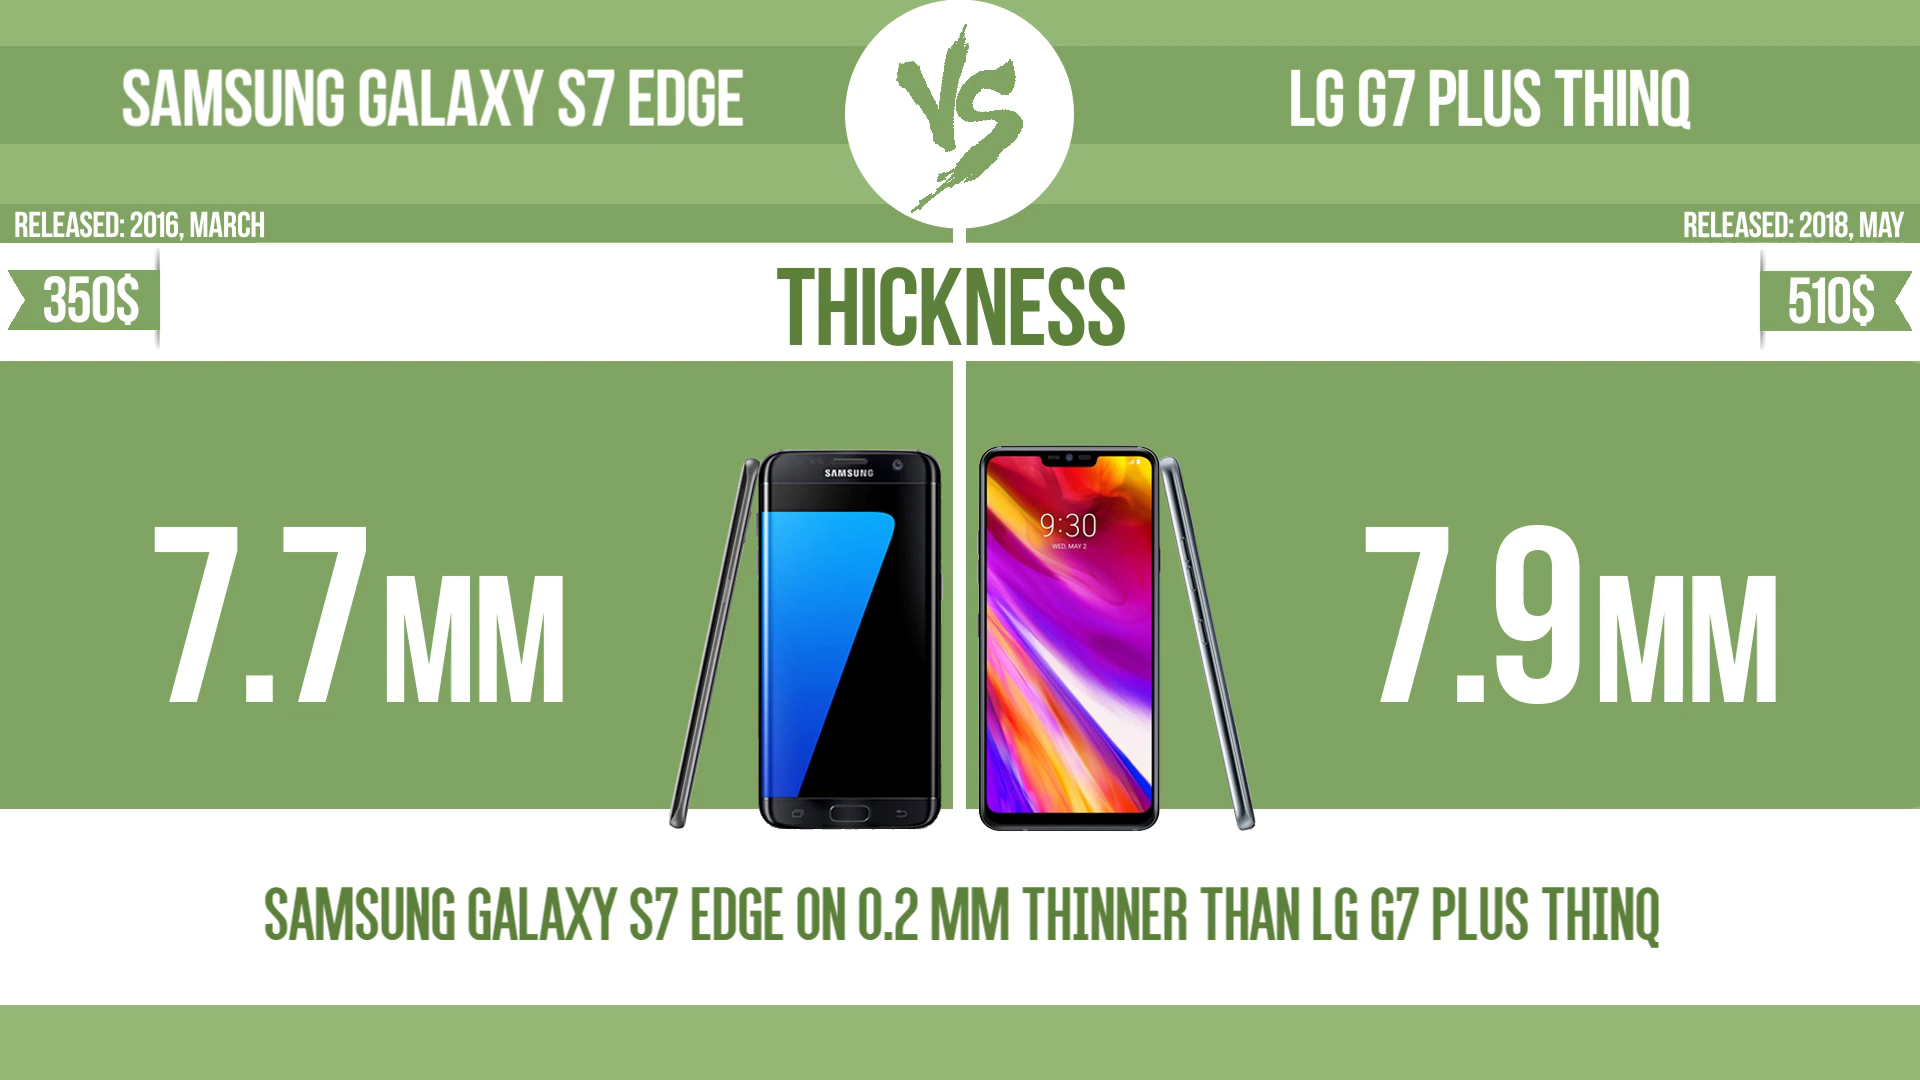 SAMSUNG GALAXY S7 EDGE
VS
LG G7 PLUS THINQ
RELEASED: 2016, MARCH
RELEASED: 2018, MAY
350$
THICKNESS
510$
SAMSUNG
9:30
WED, MAY 2
7.7MM
7.9MM
SAMSUNG GALAXY S7 EDGE ON 0.2 MM THINNER THAN LG G7 PLUS THINQ